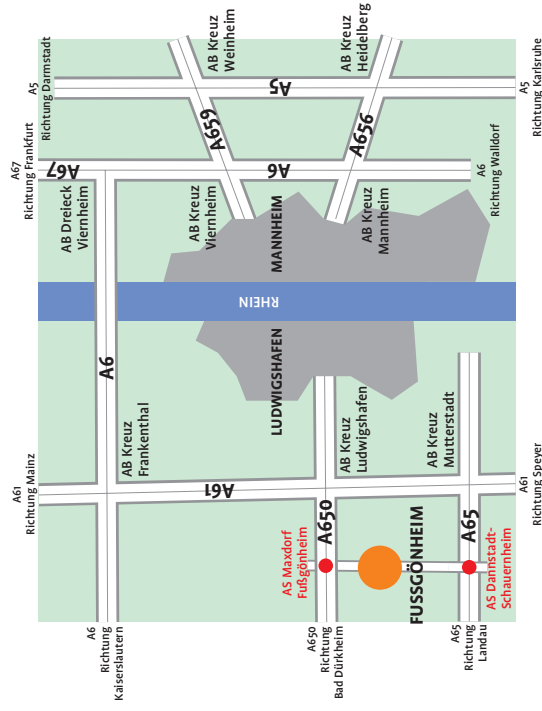 A67
Richtung Frankfurt
A5
Richtung Darmstadt
A61
Richtung Mainz
A67
AB Dreieck
Viernheim
AB Kreuz
Weinheim
A6
Richtung
Kaiserslautern
A6
AB Kreuz
Frankenthal
A659
AB Kreuz
Viernheim
A5
A6
A61
RHEIN
LUDWIGSHAFEN
MANNHEIM
AS Maxdorf
Fußgönheim
A650
A650
Richtung
Bad Dürkheim
AB Kreuz
Ludwigshafen
A656
AB Kreuz
Mannheim
AB Kreuz
Heidelberg
FUSSGÖNHEIM
AB Kreuz
Mutterstadt
A65
A65
Richtung
Landau
AS Dannstadt-
Schauernheim
A61
Richtung Speyer
A6
Richtung Walldorf
A5
Richtung Karlsruhe